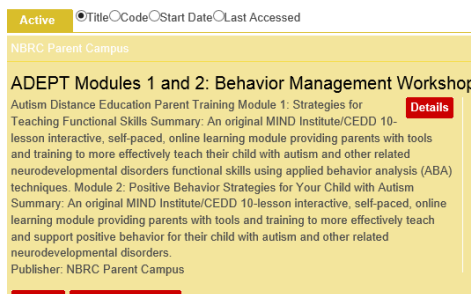 Active Title Code Start Date Last Accessed
NBRC Parent Campus
ADEPT Modules 1 and 2: Behavior Management Workshop
Autism Distance Education Parent Training Module 1: Strategies for Details
Teaching Functional Skills Summary: An original MIND Institute/CEDD 10-
lesson interactive, self-paced, online learning module providing parents with tools
and training to more effectively teach their child with autism and other related
neurodevelopmental disorders functional skills using applied behavior analysis (ABA)
techniques. Module 2: Positive Behavior Strategies for Your Child with Autism
Summary: An original MIND Institute/CEDD 10-lesson interactive, self-paced, online
learning module providing parents with tools and training to more effectively teach
and support positive behavior for their child with autism and other related
neurodevelopmental disorders.
Publisher: NBRC Parent Campus